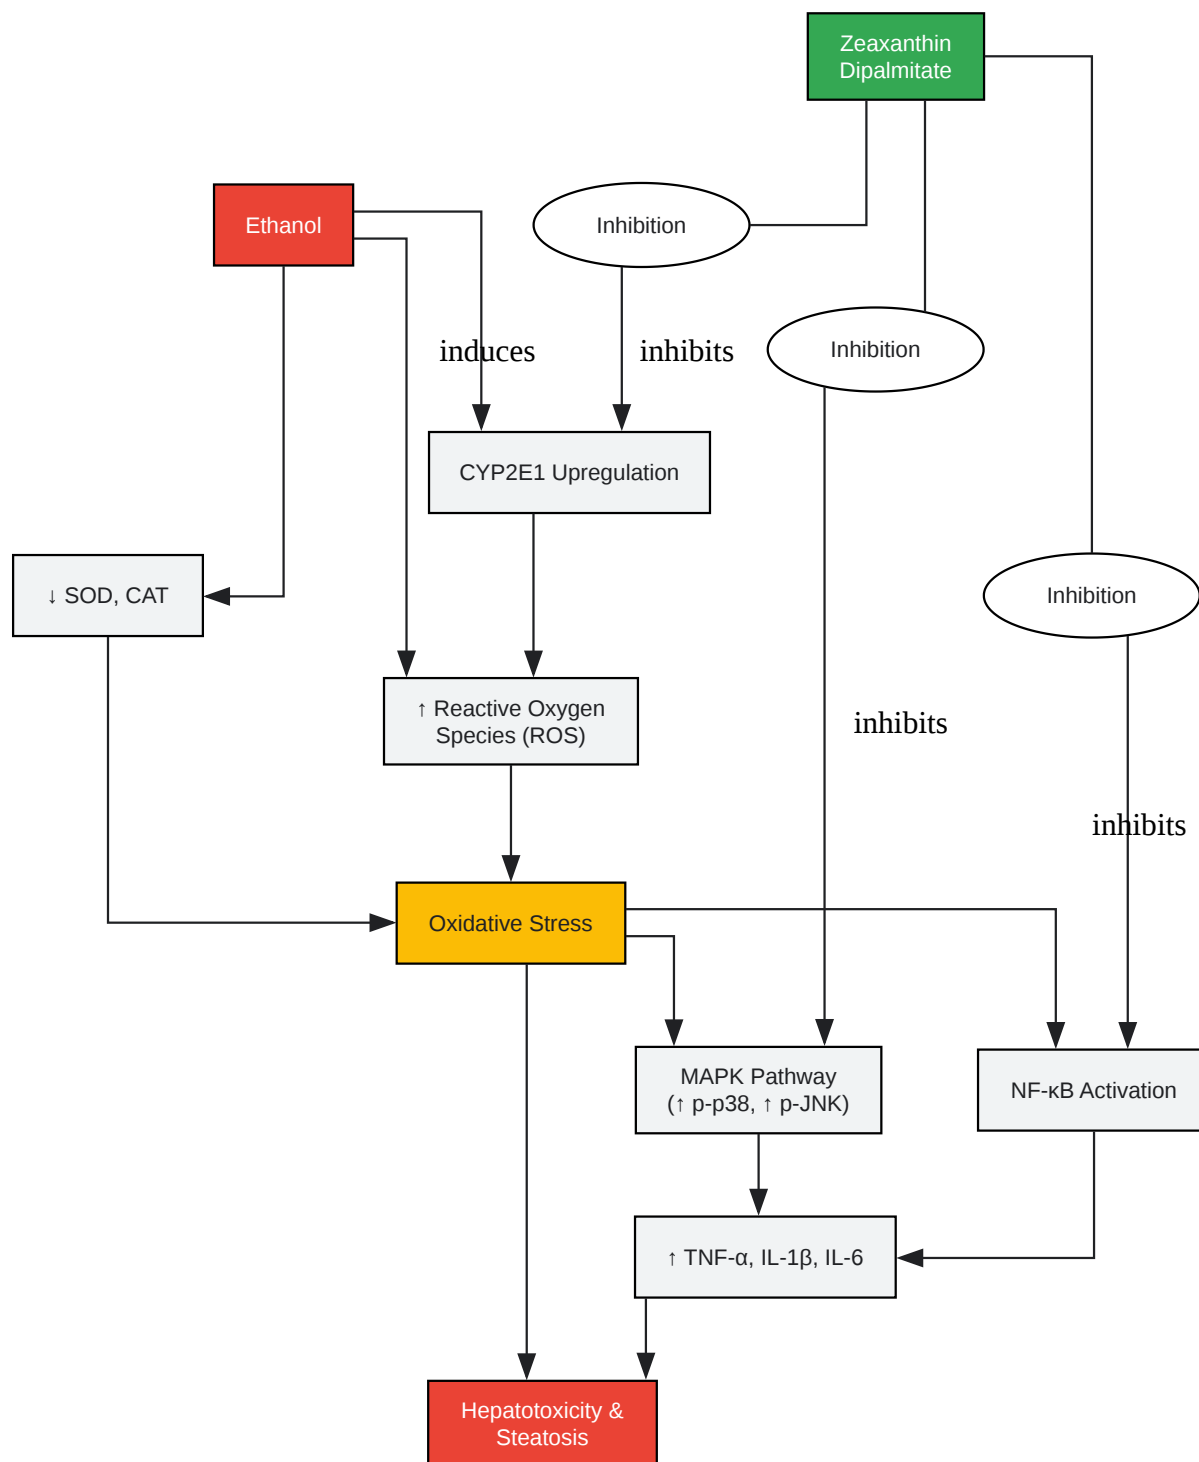 Zeaxanthin
Dipalmitate
Ethanol
Inhibition
Inhibition
induces
inhibits
CYP2E1 Upregulation
↓ SOD, CAT
Inhibition
↑ Reactive Oxygen
Species (ROS)
inhibits
inhibits
Oxidative Stress
MAPK Pathway
(↑ p-p38, ↑ p-JNK)
NF-κB Activation
↑ TNF-α, IL-1β, IL-6
Hepatotoxicity &
Steatosis